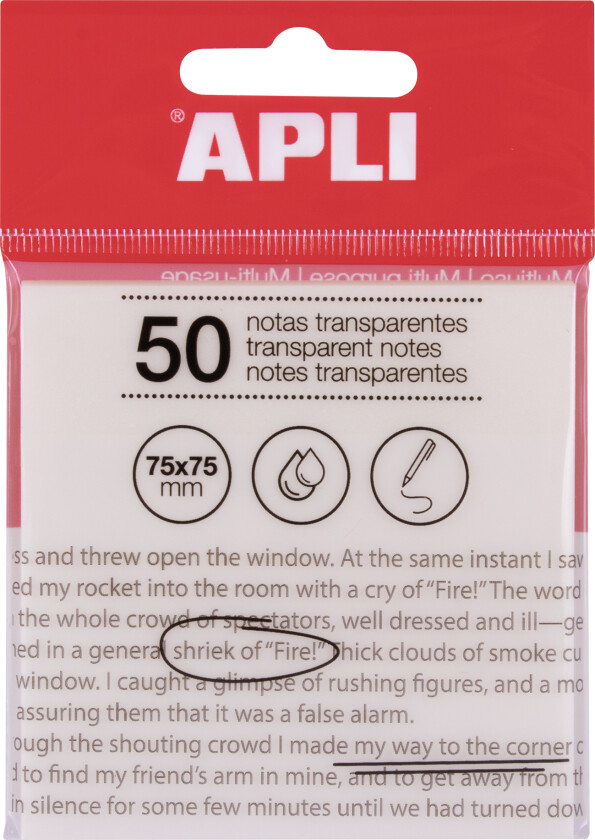 ® APLI
Multiuso | Multi purpose | Multi-usage
50
notas transparentes
transparent notes
notes transparentes
75x75
mm
ss and threw open the window. At the same instant I saw
ed my rocket into the room with a cry of “Fire!” The word
the whole crowd of spectators, well dressed and ill—ge
ned in a general shriek of “Fire!” Thick clouds of smoke cu
window. I caught a glimpse of rushing figures, and a mo
assuring them that it was a false alarm.
ough the shouting crowd I made my way to the corner o
d to find my friend’s arm in mine, and to get away from th
in silence for some few minutes until we had turned dow